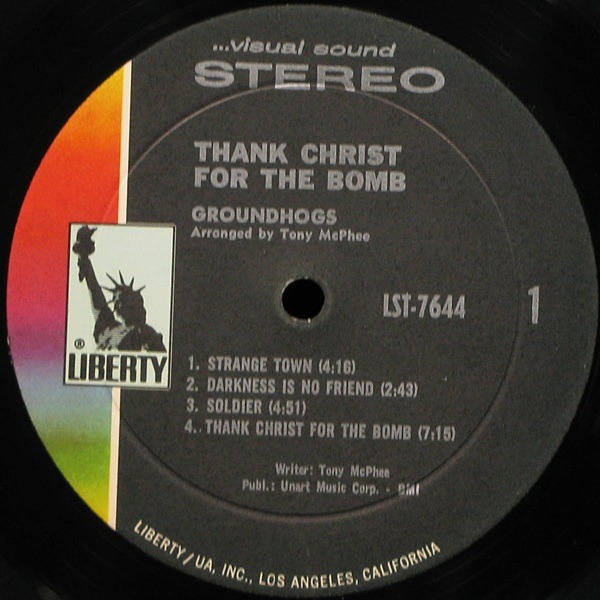 ...visual sound
STEREO
THANK CHRIST
FOR THE BOMB
GROUNDHOGS
Arranged by Tony McPhee
LST-7644
1
®
LIBERTY
1. STRANGE TOWN (4:16)
2. DARKNESS IS NO FRIEND (2:43)
3. SOLDIER (4:51)
4.. THANK CHRIST FOR THE BOMB (7:15)
Writer: Tony McPhee
Publ.: Unart Music Corp. - BMI
LIBERTY/UA, INC., LOS ANGELES, CALIFORNIA